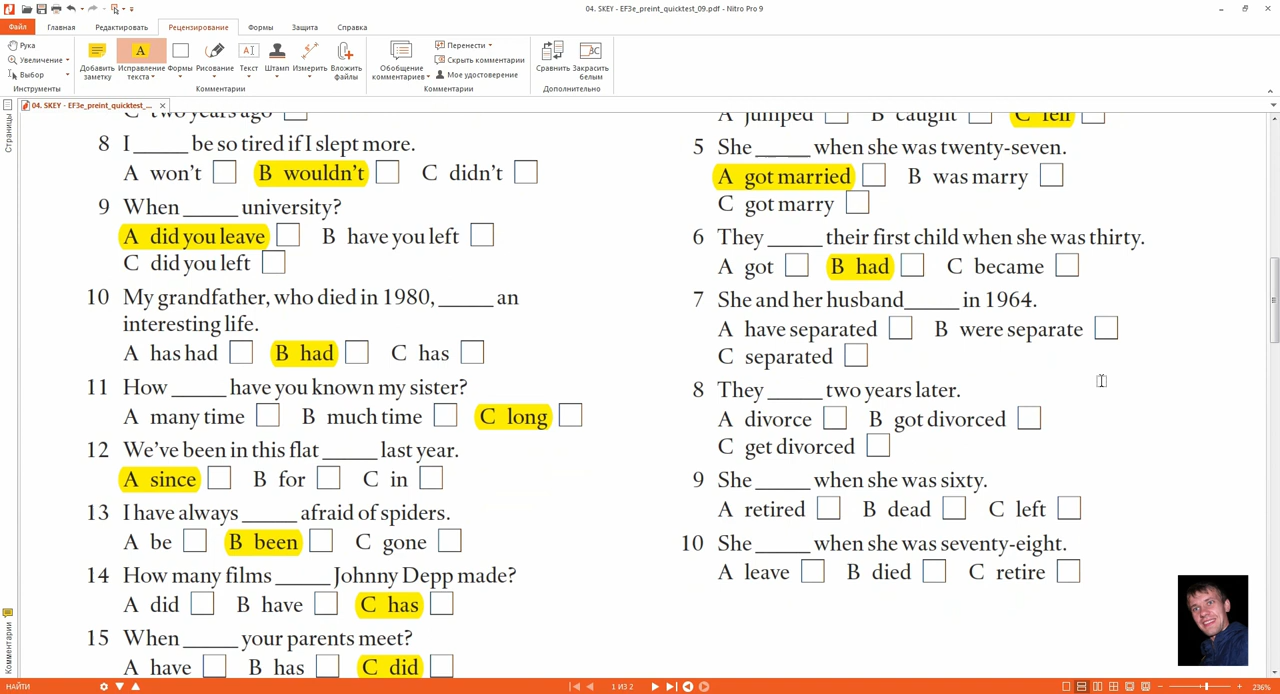 04. SKEY - EF3e_preint_quicktest_09.pdf - Nitro Pro 9
Файл Главная Редактировать Рецензирование Формы Защита Справка
Рука
Увеличение
Выбор
Инструменты
Добавить заметку
Исправление текста
Формы
Рисование
Текст
Штамп
Измерить
Вложить файлы
Комментарии
Обобщение комментариев
Перенести
Скрыть комментарии
Мое удостоверение
Комментарии
Сравнить
Закрасить белым
Дополнительно
04. SKEY - EF3e_preint_quicktest_...
Страницы
Комментарии
C two years ago
8 I _____ be so tired if I slept more.
A won't B wouldn't C didn't
9 When _____ university?
A did you leave B have you left
C did you left
10 My grandfather, who died in 1980, _____ an
interesting life.
A has had B had C has
11 How _____ have you known my sister?
A many time B much time C long
12 We've been in this flat _____ last year.
A since B for C in
13 I have always _____ afraid of spiders.
A be B been C gone
14 How many films _____ Johnny Depp made?
A did B have C has
15 When _____ your parents meet?
A have B has C did
A jumped B caught C fell
5 She _____ when she was twenty-seven.
A got married B was marry
C got marry
6 They _____ their first child when she was thirty.
A got B had C became
7 She and her husband_____ in 1964.
A have separated B were separate
C separated
8 They _____ two years later.
A divorce B got divorced
C get divorced
9 She _____ when she was sixty.
A retired B dead C left
10 She _____ when she was seventy-eight.
A leave B died C retire
НАЙТИ
1 ИЗ 2
236%